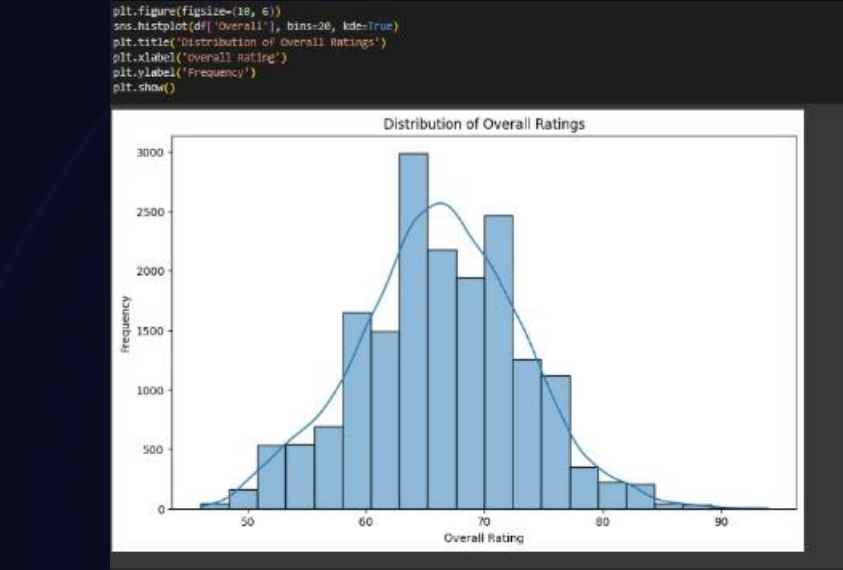 plt.figure(figsize=(10, 6))
sns.histplot(df['Overall'], bins=20, kde=True)
plt.title('Distribution of Overall Ratings')
plt.xlabel('Overall Rating')
plt.ylabel('Frequency')
plt.show()
Distribution of Overall Ratings
3000
2500
2000
1500
1000
500
0
Frequency
50 60 70 80 90
Overall Rating